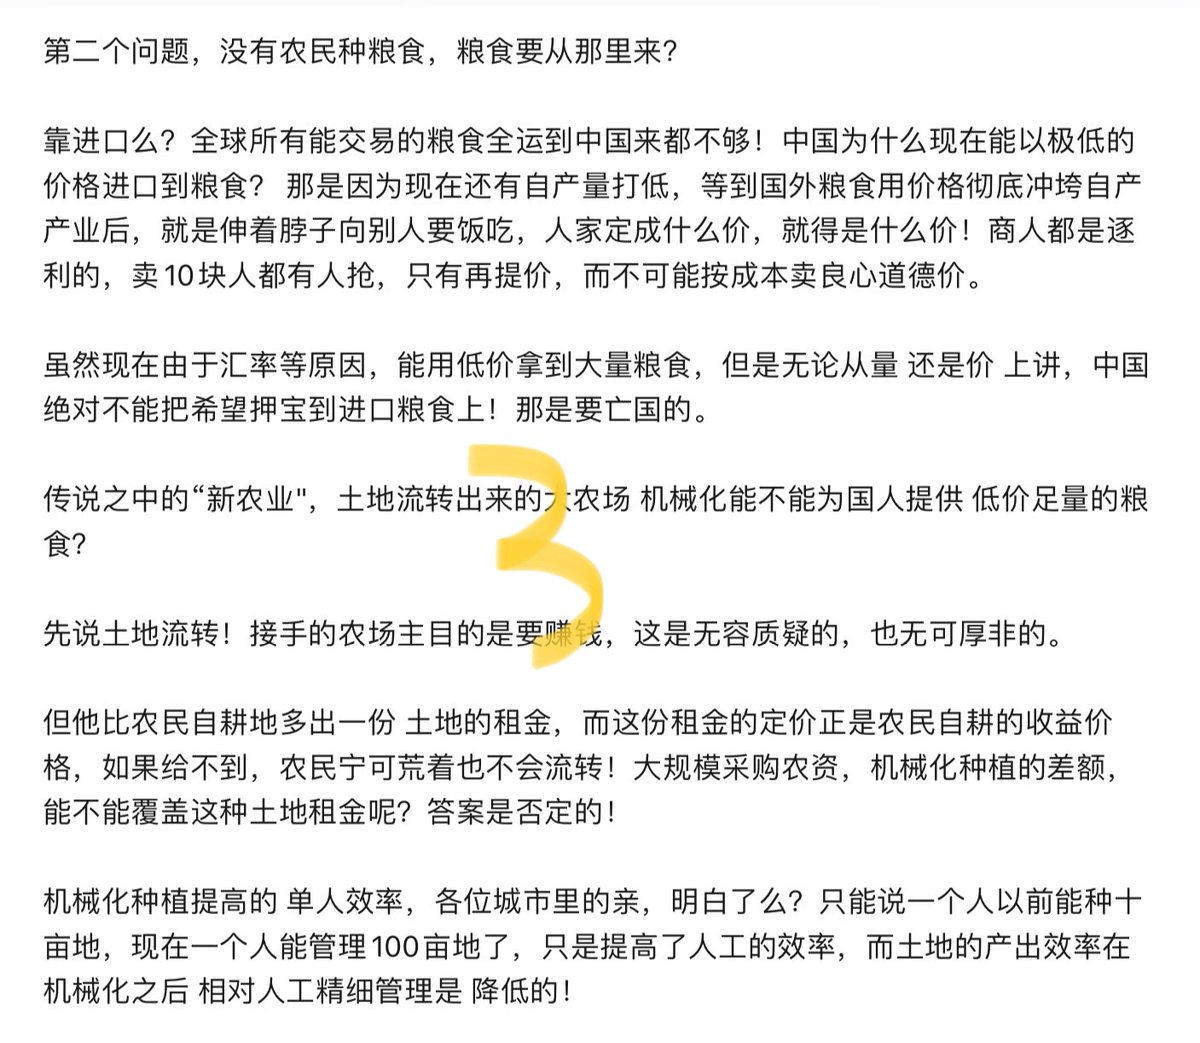 第二个问题，没有农民种粮食，粮食要从那里来？
靠进口么？全球所有能交易的粮食全运到中国来都不够！中国为什么现在能以极低的
价格进口到粮食？ 那是因为现在还有自产量打低，等到国外粮食用价格彻底冲垮自产
产业后，就是伸着脖子向别人要饭吃，人家定成什么价，就得是什么价！商人都是逐
利的，卖10块人都有人抢，只有再提价，而不可能按成本卖良心道德价。
虽然现在由于汇率等原因，能用低价拿到大量粮食，但是无论从量 还是价 上讲，中国
绝对不能把希望押宝到进口粮食上！那是要亡国的。
传说之中的“新农业"，土地流转出来的大农场 机械化能不能为国人提供 低价足量的粮
食？
先说土地流转！接手的农场主目的是要赚钱，这是无容质疑的，也无可厚非的。
但他比农民自耕地多出一份 土地的租金，而这份租金的定价正是农民自耕的收益价
格，如果给不到，农民宁可荒着也不会流转！大规模采购农资，机械化种植的差额，
能不能覆盖这种土地租金呢？答案是否定的！
机械化种植提高的 单人效率，各位城市里的亲，明白了么？只能说一个人以前能种十
亩地，现在一个人能管理100亩地了，只是提高了人工的效率，而土地的产出效率在
机械化之后 相对人工精细管理是 降低的！
3